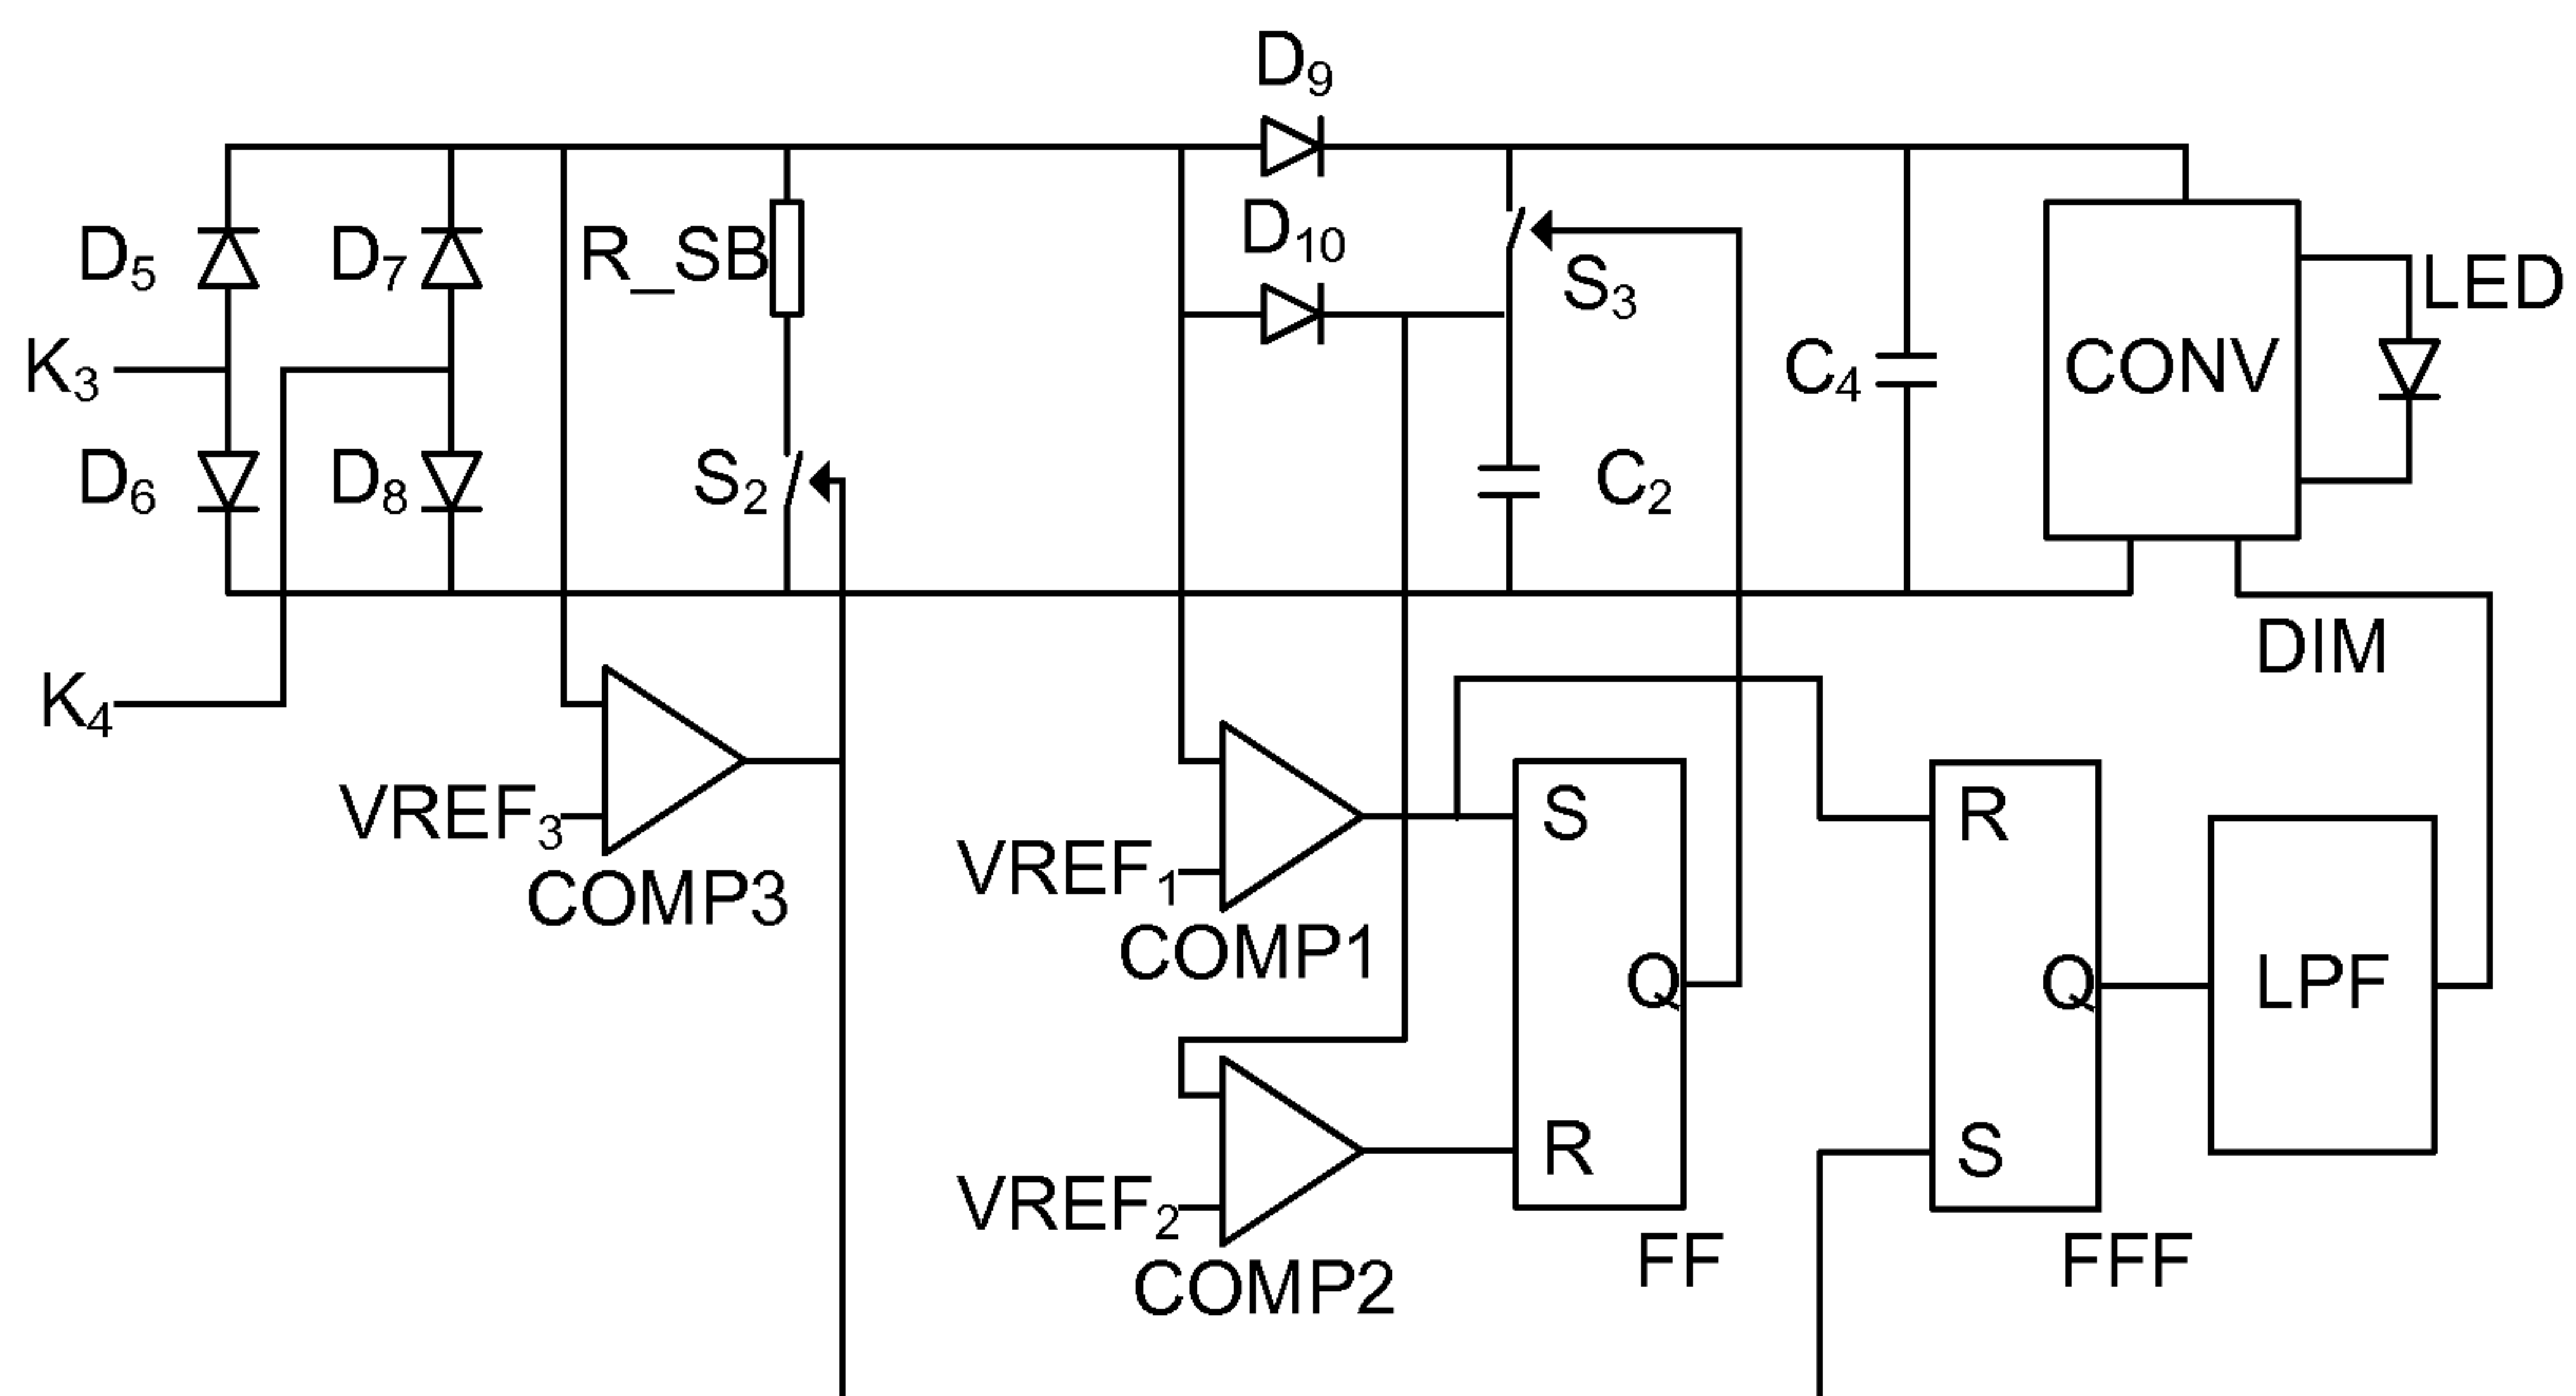 D9
D10
D5
D7
R_SB
S3
LED
K3
C4
CONV
D6
D8
S2
C2
DIM
K4
VREF3
COMP3
VREF1
COMP1
S
Q
R
FF
VREF2
COMP2
R
Q
S
FFF
LPF